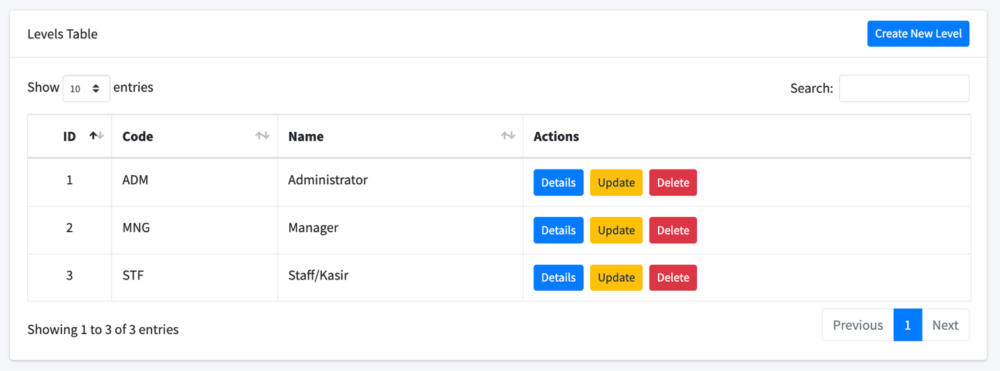 Levels Table
Create New Level
Show 10 entries
Search:
ID Code Name Actions
1 ADM Administrator Details Update Delete
2 MNG Manager Details Update Delete
3 STF Staff/Kasir Details Update Delete
Showing 1 to 3 of 3 entries
Previous 1 Next